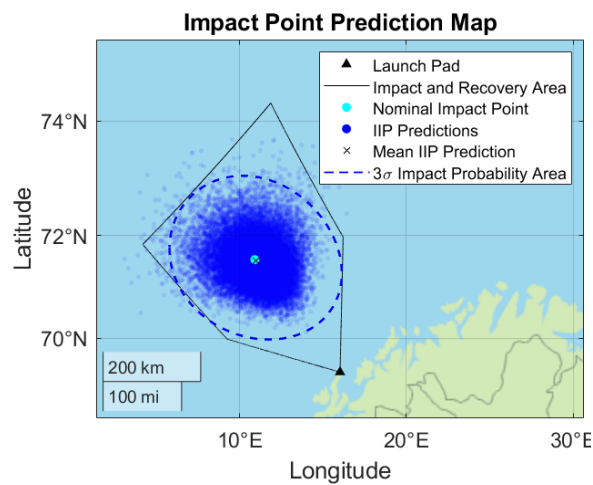 Impact Point Prediction Map
Launch Pad
Impact and Recovery Area
Nominal Impact Point
IIP Predictions
Mean IIP Prediction
3σ Impact Probability Area
74°N
72°N
70°N
Latitude
200 km
100 mi
10°E
20°E
30°E
Longitude